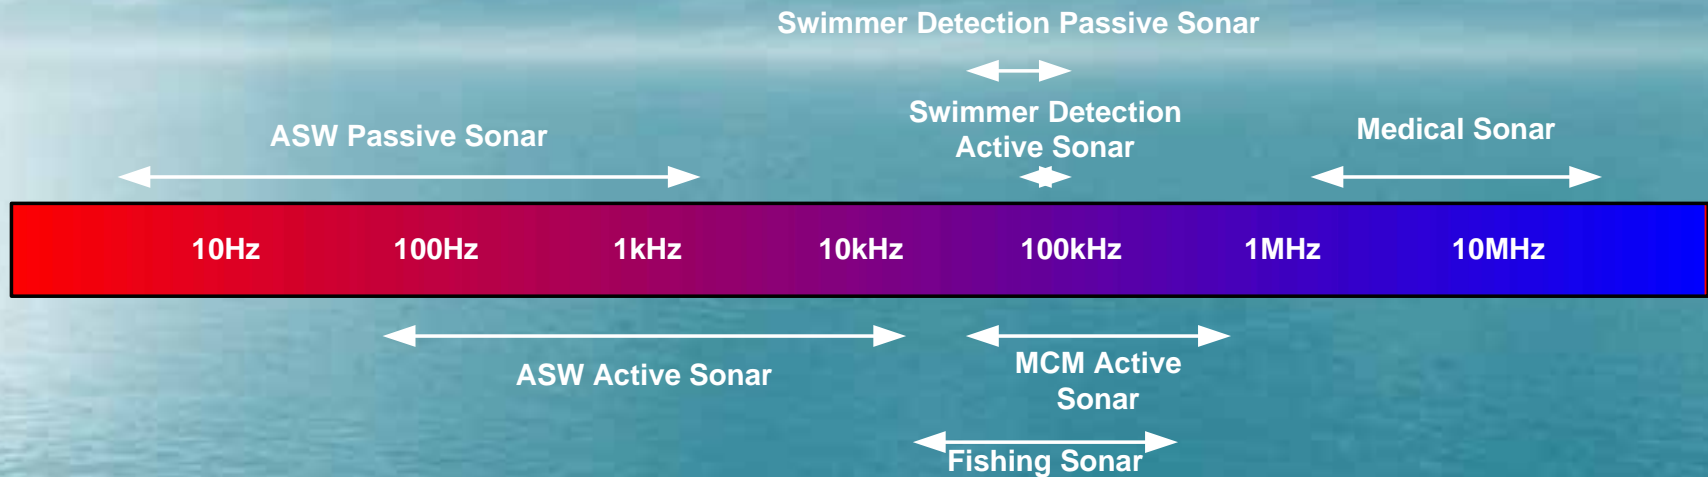 Swimmer Detection Passive Sonar
Swimmer Detection
Active Sonar
ASW Passive Sonar
Medical Sonar
10Hz 100Hz 1kHz 10kHz 100kHz 1MHz 10MHz
ASW Active Sonar
MCM Active
Sonar
Fishing Sonar